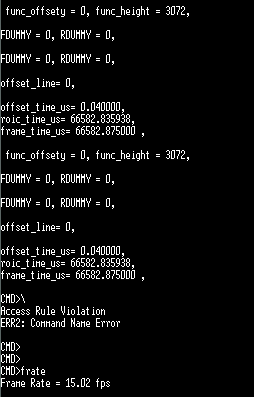 func_offsety = 0, func_height = 3072,
FDUMMY = 0, RDUMMY = 0,
FDUMMY = 0, RDUMMY = 0,
offset_line= 0,
offset_time_us= 0.040000,
roic_time_us= 66582.835938,
frame_time_us= 66582.875000 ,
func_offsety = 0, func_height = 3072,
FDUMMY = 0, RDUMMY = 0,
FDUMMY = 0, RDUMMY = 0,
offset_line= 0,
offset_time_us= 0.040000,
roic_time_us= 66582.835938,
frame_time_us= 66582.875000 ,
CMD>\
Access Rule Violation
ERR2: Command Name Error
CMD>
CMD>
CMD>frate
Frame Rate = 15.02 fps